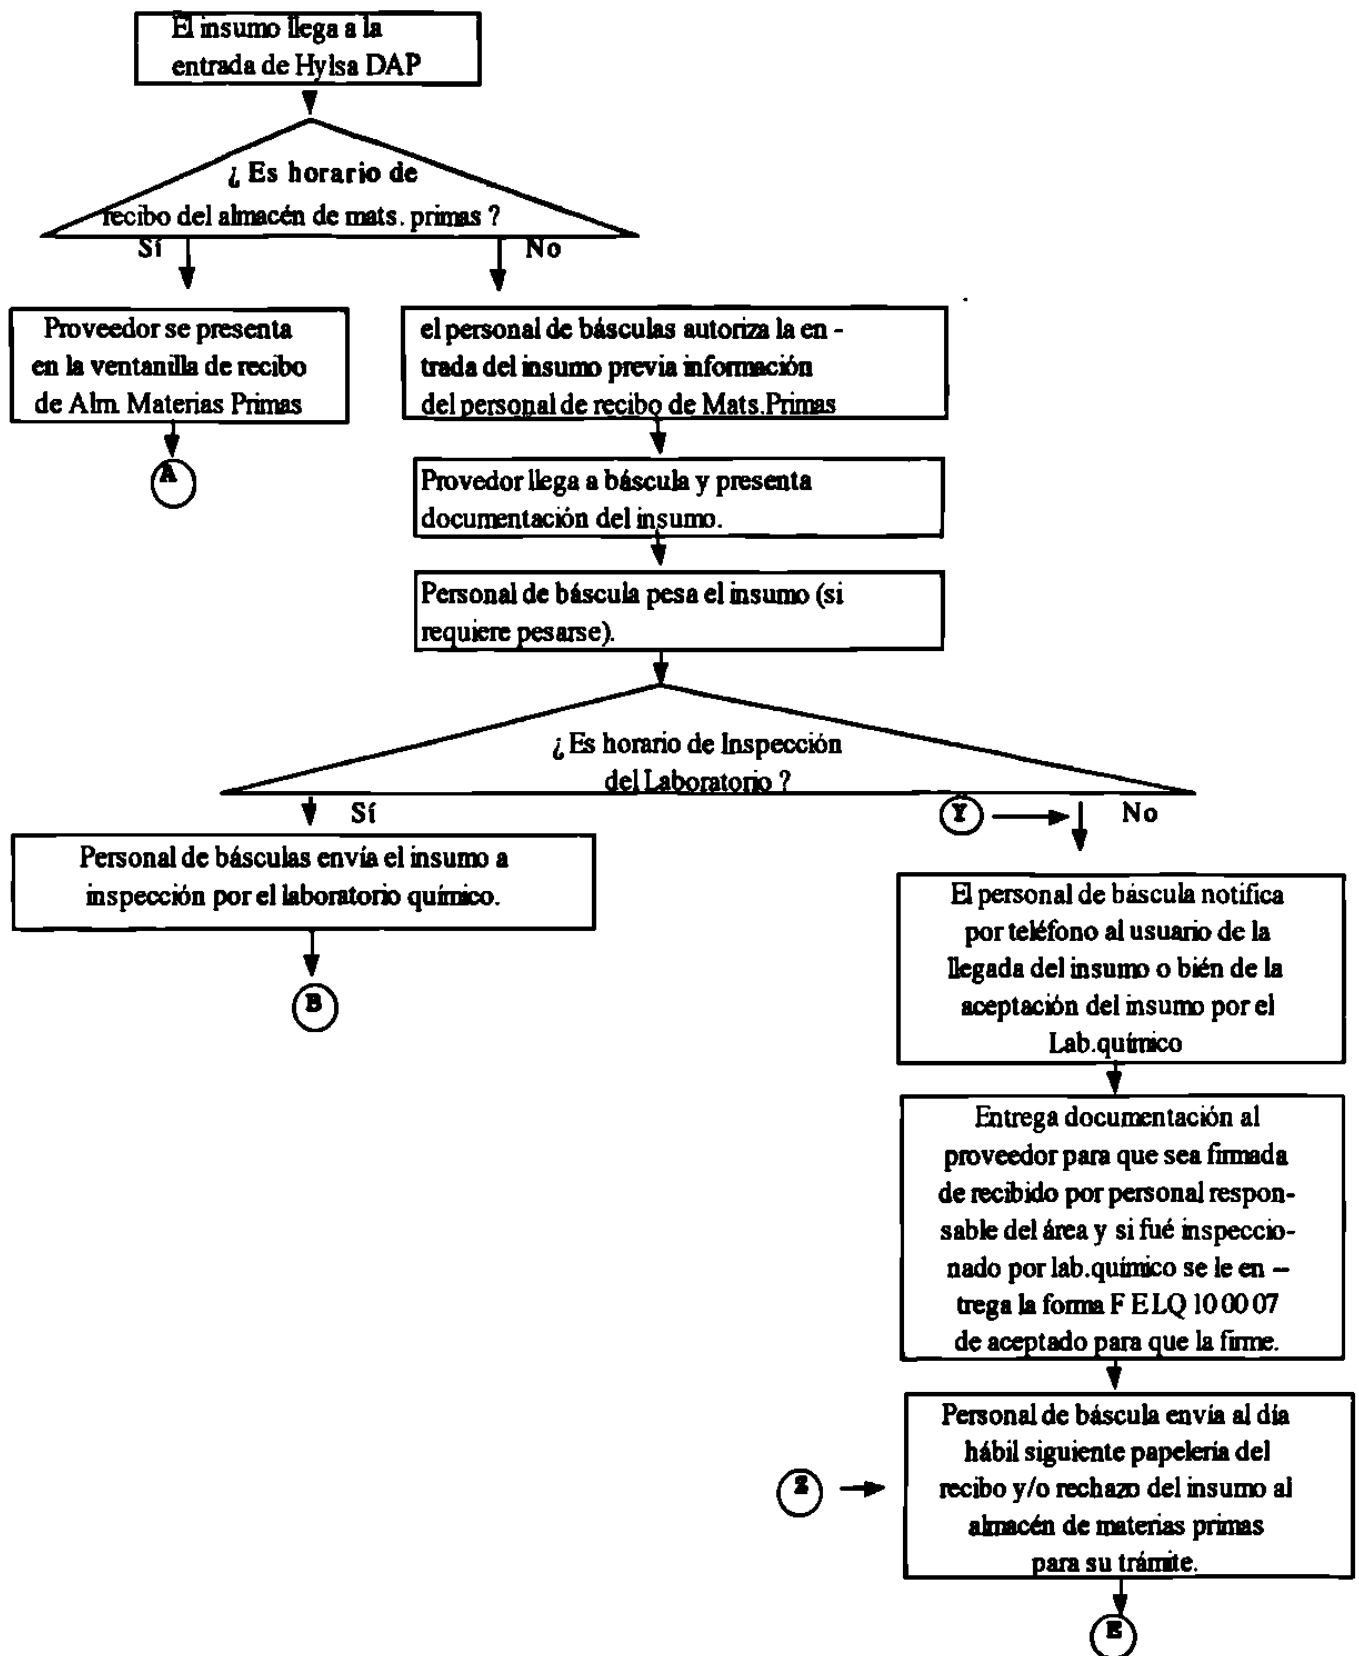 El insumo llega a la
entrada de Hylsa DAP
¿ Es horario de
recibo del almacén de mats. primas ?
Sí
No
Proveedor se presenta
en la ventanilla de recibo
de Alm. Materias Primas
A
el personal de básculas autoriza la en -
trada del insumo previa información
del personal de recibo de Mats.Primas
Provedor llega a báscula y presenta
documentación del insumo.
Personal de báscula pesa el insumo (si
requiere pesarse).
¿ Es horario de Inspección
del Laboratorio ?
Sí
Y
No
Personal de básculas envía el insumo a
inspección por el laboratorio químico.
B
El personal de báscula notifica
por teléfono al usuario de la
llegada del insumo o bién de la
aceptación del insumo por el
Lab.químico
Entrega documentación al
proveedor para que sea firmada
de recibido por personal respon-
sable del área y si fué inspeccio-
nado por lab.químico se le en –
trega la forma F E LQ 10 00 07
de aceptado para que la firme.
Personal de báscula envía al día
hábil siguiente papelería del
recibo y/o rechazo del insumo al
almacén de materias primas
para su trámite.
Z
E